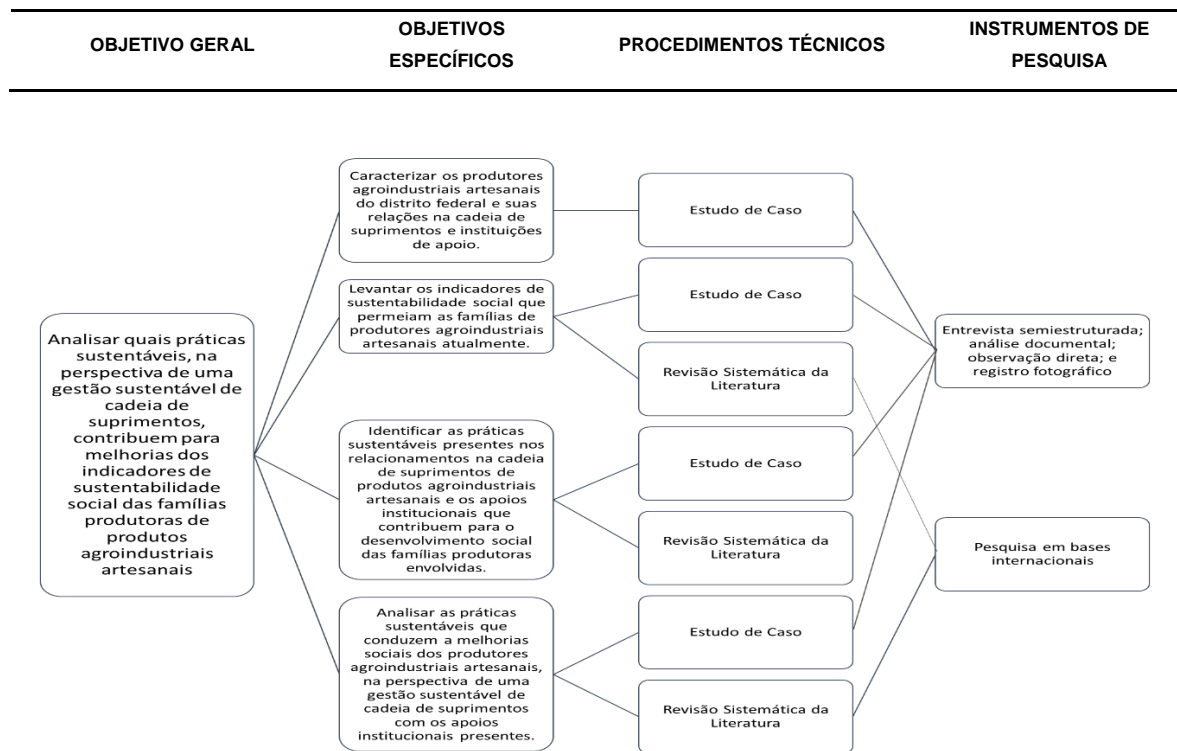 OBJETIVO GERAL
OBJETIVOS
ESPECÍFICOS
PROCEDIMENTOS TÉCNICOS
INSTRUMENTOS DE
PESQUISA
Analisar quais práticas
sustentáveis, na
perspectiva de uma
gestão sustentável de
cadeia de
suprimentos,
contribuem para
melhorias dos
indicadores de
sustentabilidade
social das famílias
produtoras de
produtos
agroindustriais
artesanais
Caracterizar os produtores
agroindustriais artesanais
do distrito federal e suas
relações na cadeia de
suprimentos e instituições
de apoio.
Levantar os indicadores de
sustentabilidade social que
permeiam as famílias de
produtores agroindustriais
artesanais atualmente.
Identificar as práticas
sustentáveis presentes nos
relacionamentos na cadeia
de suprimentos de
produtos agroindustriais
artesanais e os apoios
institucionais que
contribuem para o
desenvolvimento social
das famílias produtoras
envolvidas.
Analisar as práticas
sustentáveis que
conduzem a melhorias
sociais dos produtores
agroindustriais artesanais,
na perspectiva de uma
gestão sustentável de
cadeia de suprimentos
com os apoios
institucionais presentes.
Estudo de Caso
Estudo de Caso
Revisão Sistemática da
Literatura
Estudo de Caso
Revisão Sistemática da
Literatura
Estudo de Caso
Revisão Sistemática da
Literatura
Entrevista semiestruturada;
análise documental;
observação direta; e
registro fotográfico
Pesquisa em bases
internacionais